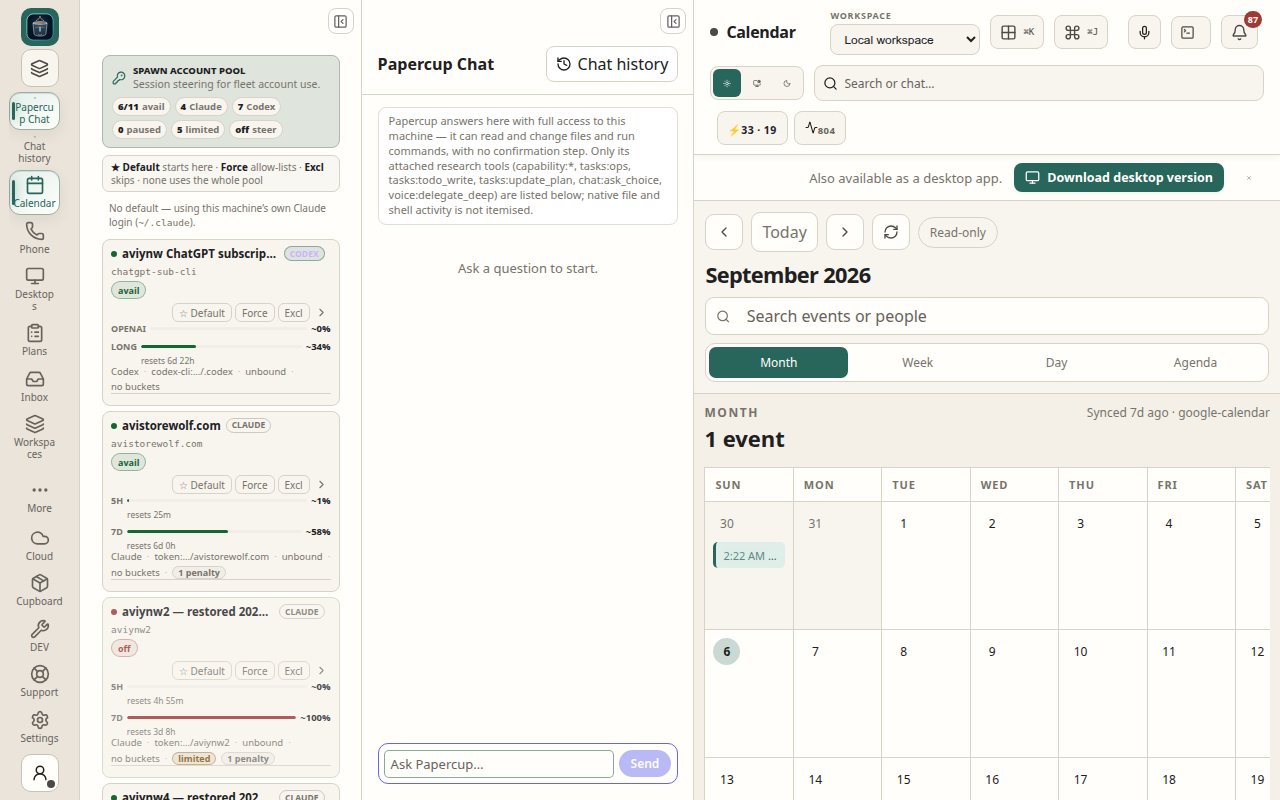 Papercu
p Chat
Chat
history
Calendar
Phone
Desktop
s
Plans
Inbox
Workspa
ces
More
Cloud
Cupboard
DEV
Support
Settings
SPAWN ACCOUNT POOL
Session steering for fleet account use.
6/11 avail 4 Claude 7 Codex
0 paused 5 limited off steer
★ Default starts here · Force allow-lists · Excl
skips · none uses the whole pool
No default — using this machine's own Claude
login (~/.claude).
aviynw ChatGPT subscrip... CODEX
chatgpt-sub-cli
avail
☆ Default Force Excl
OPENAI ~0%
LONG ~34%
resets 6d 22h
Codex · codex-cli:.../.codex · unbound ·
no buckets
avistorewolf.com CLAUDE
avistorewolf.com
avail
☆ Default Force Excl
5H ~1%
resets 25m
7D ~58%
resets 6d 0h
Claude · token:.../avistorewolf.com · unbound ·
no buckets · 1 penalty
aviynw2 — restored 202... CLAUDE
aviynw2
off
☆ Default Force Excl
5H ~0%
resets 4h 55m
7D ~100%
resets 3d 8h
Claude · token:.../aviynw2 · unbound ·
no buckets · limited 1 penalty
aviynw4 — restored 202... CLAUDE
Papercup Chat
Chat history
Papercup answers here with full access to this
machine — it can read and change files and run
commands, with no confirmation step. Only its
attached research tools (capability:*, tasks:ops,
tasks:todo_write, tasks:update_plan, chat:ask_choice,
voice:delegate_deep) are listed below; native file and
shell activity is not itemised.
Ask a question to start.
Ask Papercup...
Send
Calendar
WORKSPACE
Local workspace
⌘K
⌘J
87
Search or chat...
⚡33 · 19
804
Also available as a desktop app.
Download desktop version
×
Today
Read-only
September 2026
Search events or people
Month Week Day Agenda
MONTH
Synced 7d ago · google-calendar
1 event
SUN MON TUE WED THU FRI SAT
30 31 1 2 3 4 5
2:22 AM ...
6 7 8 9 10 11 12
13 14 15 16 17 18 19